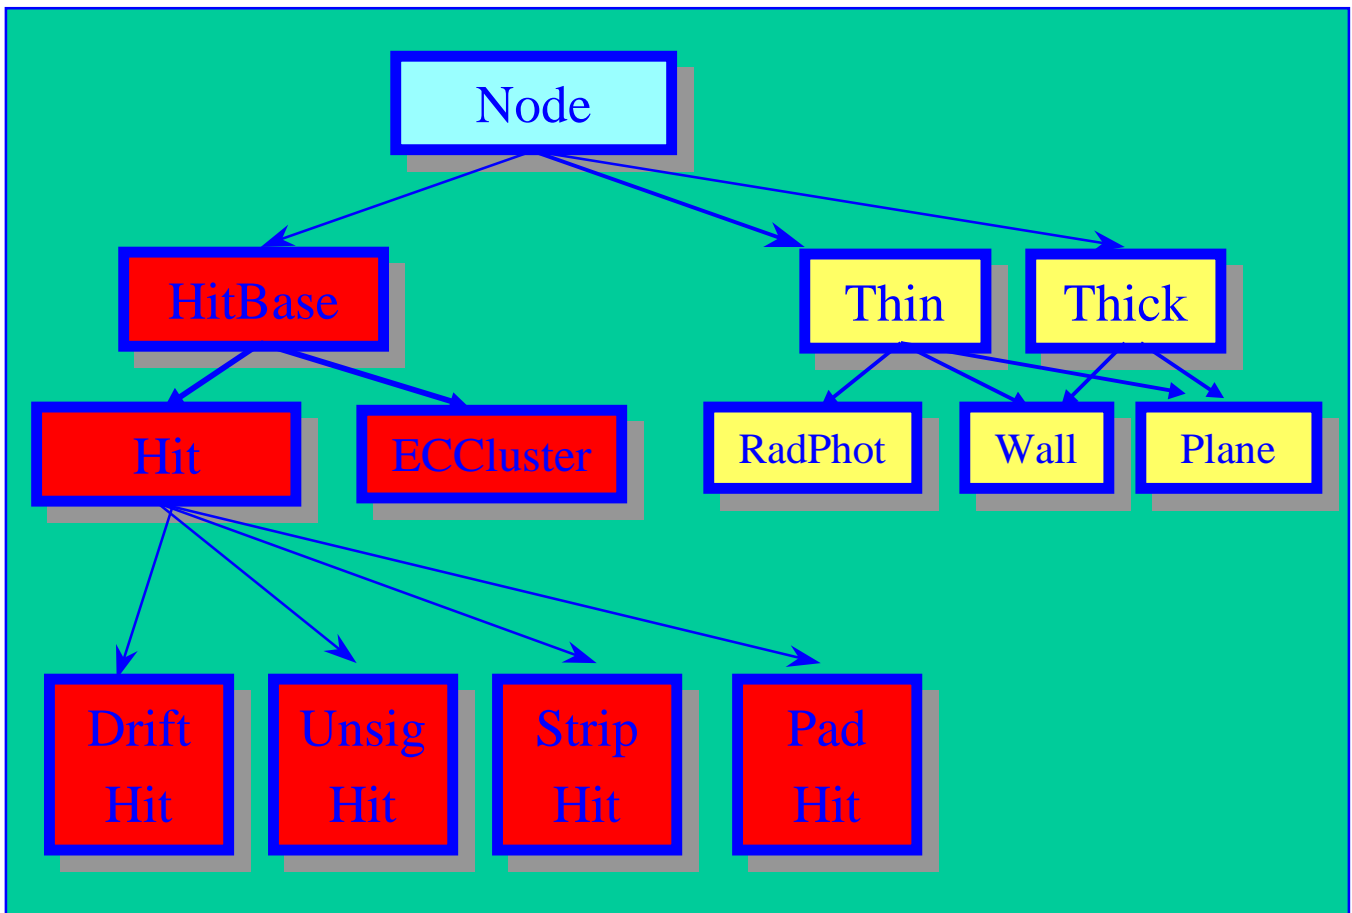 Node
HitBase
Thin
Thick
Hit
ECCluster
RadPhot
Wall
Plane
Drift
Hit
Unsig
Hit
Strip
Hit
Pad
Hit